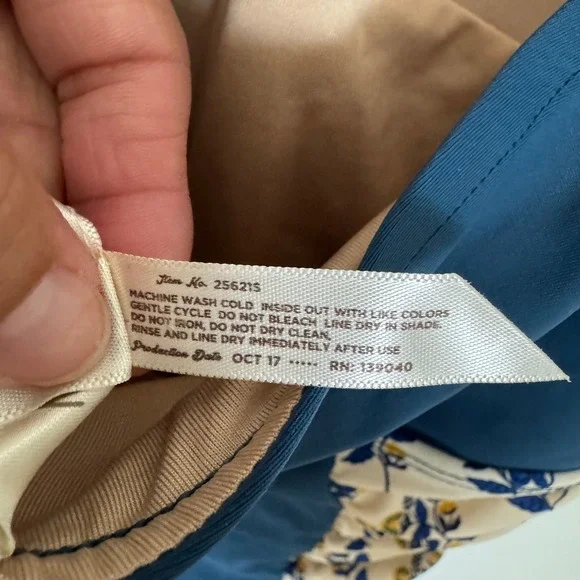 Item No. 25621S
MACHINE WASH COLD INSIDE OUT WITH LIKE COLORS
GENTLE CYCLE. DO NOT BLEACH LINE DRY IN SHADE.
DO NOT IRON, DO NOT DRY CLEAN,
RINSE AND LINE DRY IMMEDIATELY AFTER USE
Production Date OCT 17 ····· RN: 139040